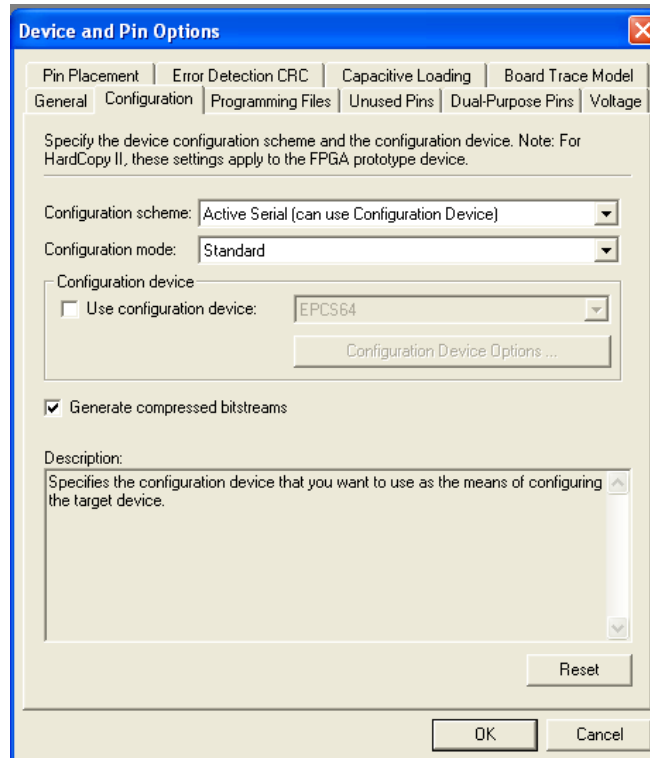 Device and Pin Options
Pin Placement Error Detection CRC Capacitive Loading Board Trace Model
General Configuration Programming Files Unused Pins Dual-Purpose Pins Voltage
Specify the device configuration scheme and the configuration device. Note: For
HardCopy II, these settings apply to the FPGA prototype device.
Configuration scheme: Active Serial (can use Configuration Device)
Configuration mode: Standard
Configuration device
Use configuration device: EPCS64
Configuration Device Options ...
Generate compressed bitstreams
Description:
Specifies the configuration device that you want to use as the means of configuring
the target device.
Reset
OK Cancel